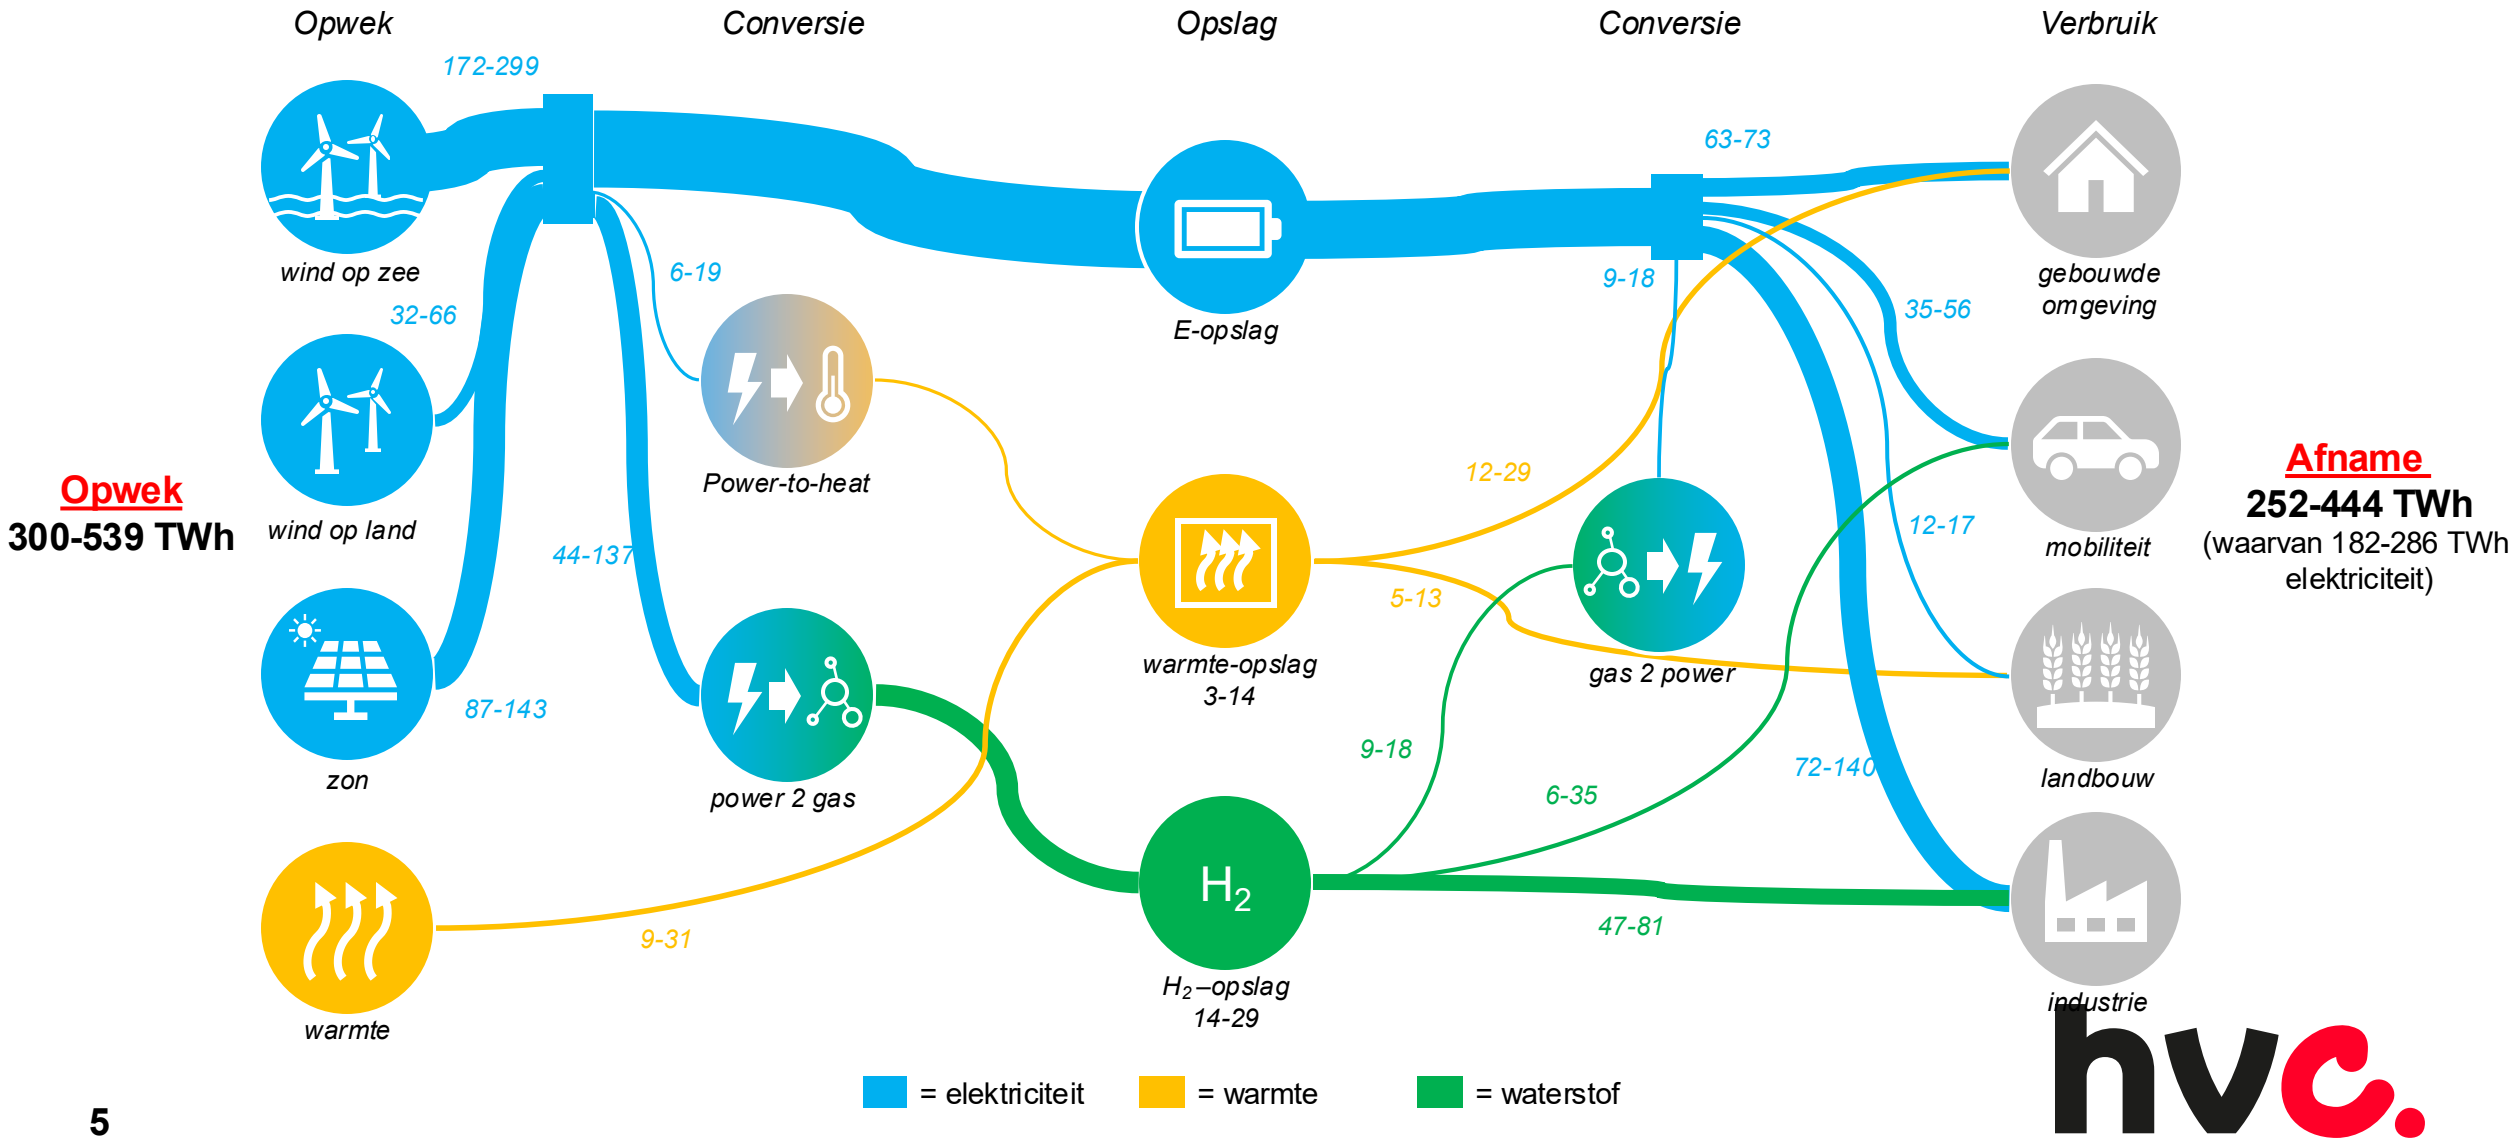 Opwek
Conversie
Opslag
Conversie
Verbruik
172-299
63-73
wind op zee
6-19
9-18
gebouwde
omgeving
32-66
E-opslag
35-56
Power-to-heat
12-29
Opwek
300-539 TWh
wind op land
44-137
12-17
mobiliteit
Afname
252-444 TWh
(waarvan 182-286 TWh
elektriciteit)
5-13
warmte-opslag
3-14
gas 2 power
87-143
9-18
72-140
zon
power 2 gas
6-35
landbouw
H₂
9-31
47-81
H₂–opslag
14-29
warmte
industrie
= elektriciteit
= warmte
= waterstof
hvc.
5